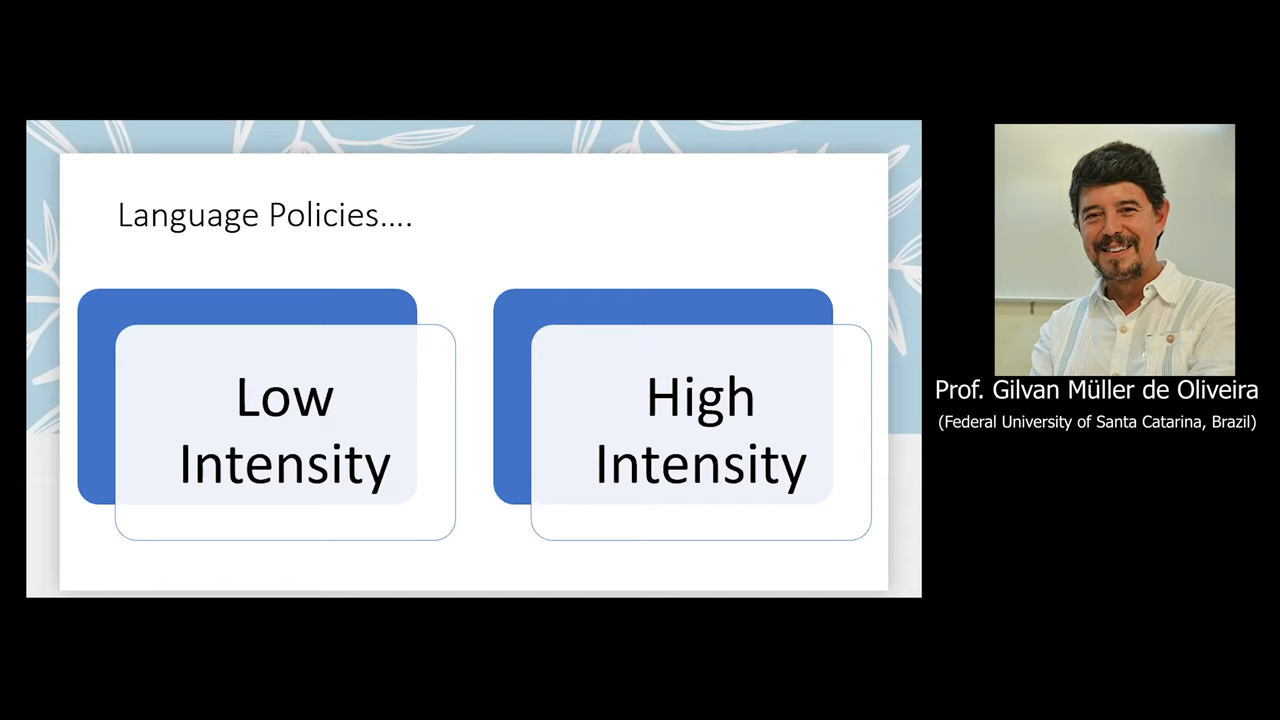 Language Policies....
Low
Intensity
High
Intensity
Prof. Gilvan Müller de Oliveira
(Federal University of Santa Catarina, Brazil)